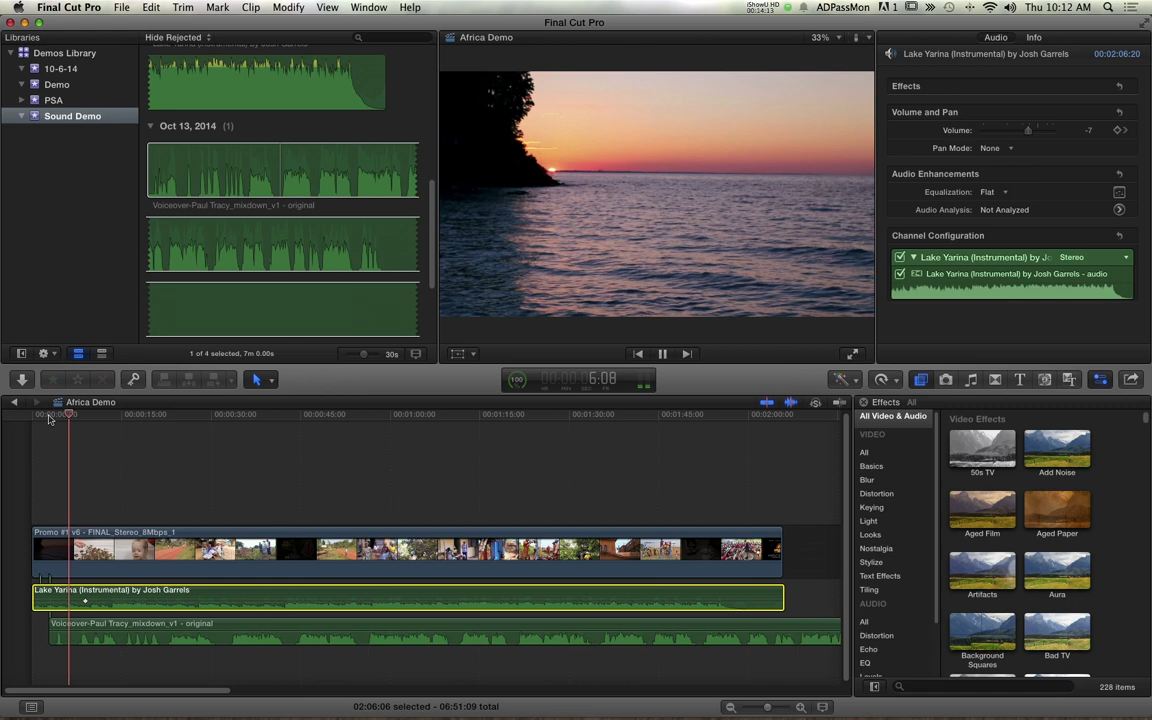 Final Cut Pro File Edit Trim Mark Clip Modify View Window Help iShowU HD 00:14:13 ADPassMon 1 Thu 10:12 AM
Final Cut Pro
Libraries
Hide Rejected
Africa Demo
33%
Audio Info
Demos Library
10-6-14
Demo
PSA
Sound Demo
Oct 13, 2014 (1)
Voiceover-Paul Tracy_mixdown_v1 - original
1 of 4 selected, 7m 0.00s
30s
Lake Yarina (Instrumental) by Josh Garrels 00:02:06:20
Effects
Volume and Pan
Volume: -7
Pan Mode: None
Audio Enhancements
Equalization: Flat
Audio Analysis: Not Analyzed
Channel Configuration
Lake Yarina (Instrumental) by Jo Stereo
Lake Yarina (Instrumental) by Josh Garrels - audio
100 6:08
Africa Demo
00:00:15:00 00:00:30:00 00:00:45:00 00:01:00:00 00:01:15:00 00:01:30:00 00:01:45:00 00:02:00:00
Promo #1 v6 - FINAL_Stereo_8Mbps_1
Lake Yarina (Instrumental) by Josh Garrels
Voiceover-Paul Tracy_mixdown_v1 - original
02:06:06 selected - 06:51:09 total
Effects All
All Video & Audio
VIDEO
All
Basics
Blur
Distortion
Keying
Light
Looks
Nostalgia
Stylize
Text Effects
Tiling
AUDIO
All
Distortion
Echo
EQ
Levels
Video Effects
50s TV
Add Noise
Aged Film
Aged Paper
Artifacts
Aura
Background Squares
Bad TV
228 items